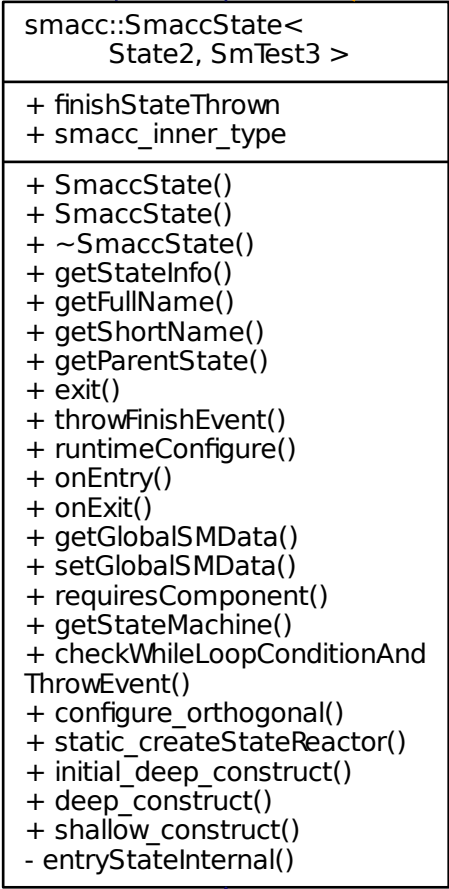 smacc::SmaccState<
State2, SmTest3 >
+ finishStateThrown
+ smacc_inner_type
+ SmaccState()
+ SmaccState()
+ ~SmaccState()
+ getStateInfo()
+ getFullName()
+ getShortName()
+ getParentState()
+ exit()
+ throwFinishEvent()
+ runtimeConfigure()
+ onEntry()
+ onExit()
+ getGlobalSMData()
+ setGlobalSMData()
+ requiresComponent()
+ getStateMachine()
+ checkWhileLoopConditionAnd
ThrowEvent()
+ configure_orthogonal()
+ static_createStateReactor()
+ initial_deep_construct()
+ deep_construct()
+ shallow_construct()
- entryStateInternal()